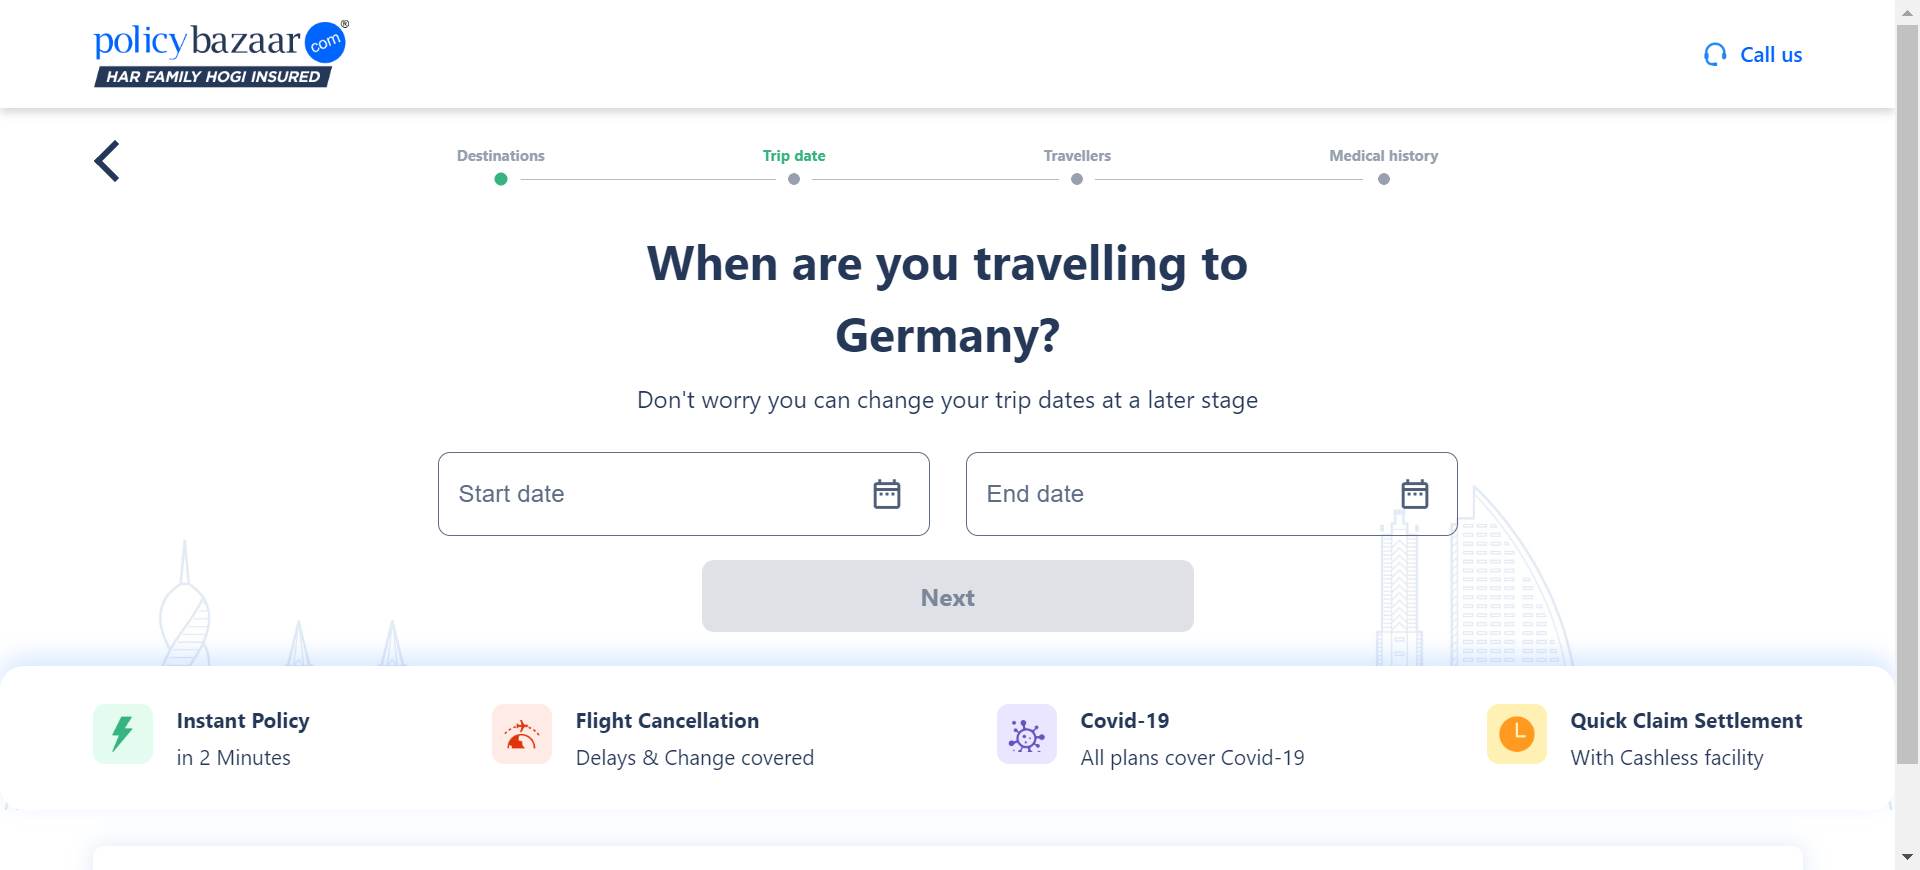 policybazaar com ®
HAR FAMILY HOGI INSURED
Call us
Destinations
Trip date
Travellers
Medical history
When are you travelling to
Germany?
Don't worry you can change your trip dates at a later stage
Start date
End date
Next
Instant Policy
in 2 Minutes
Flight Cancellation
Delays & Change covered
Covid-19
All plans cover Covid-19
Quick Claim Settlement
With Cashless facility